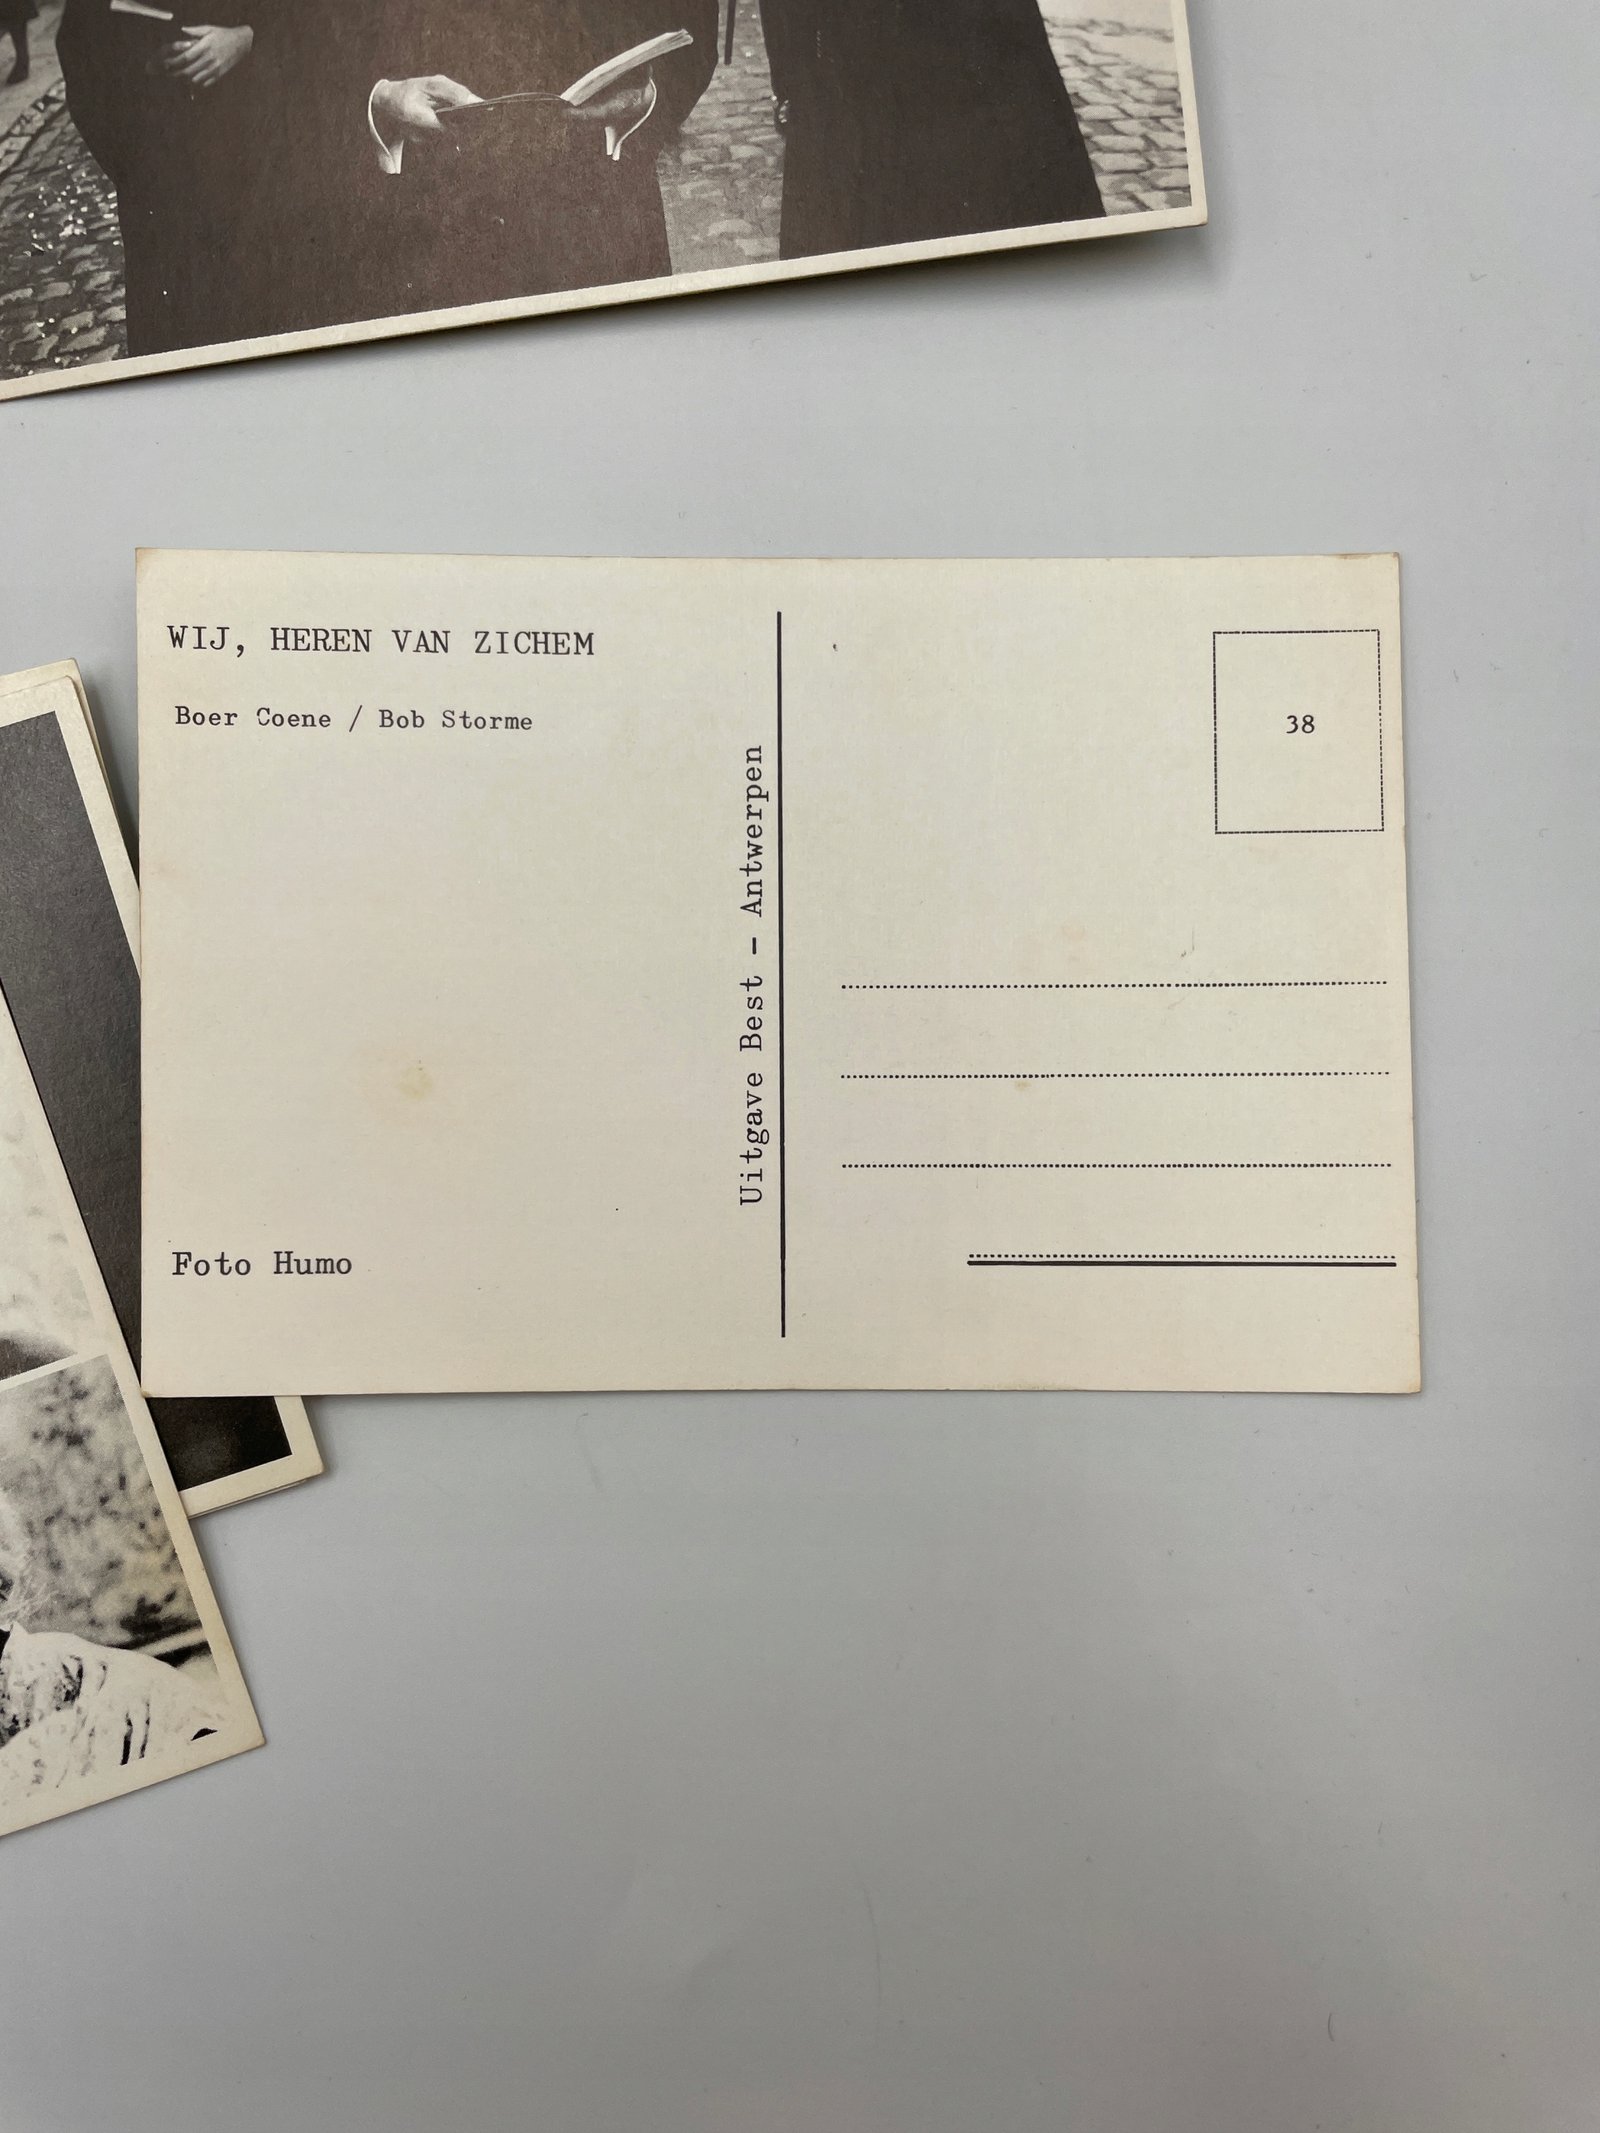 WIJ, HEREN VAN ZICHEM
Boer Coene / Bob Storme
Foto Humo
Uitgave Best - Antwerpen
38